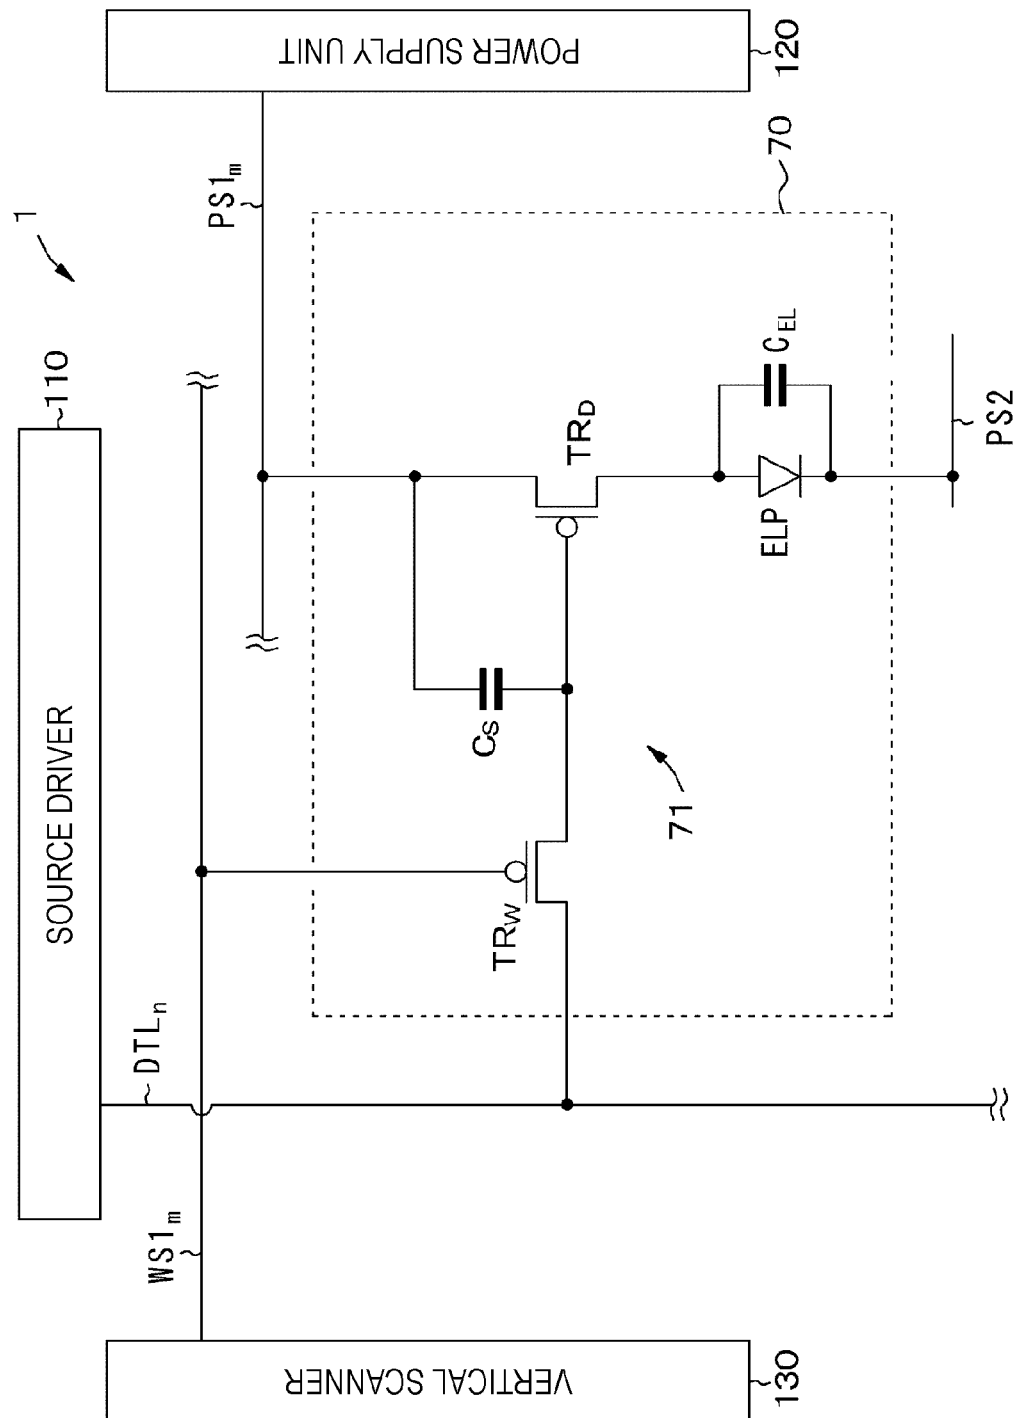 1
SOURCE DRIVER
110
POWER SUPPLY UNIT
120
VERTICAL SCANNER
130
WS1m
DTLn
PS1m
70
TRW
CS
71
TRD
ELP
CEL
PS2